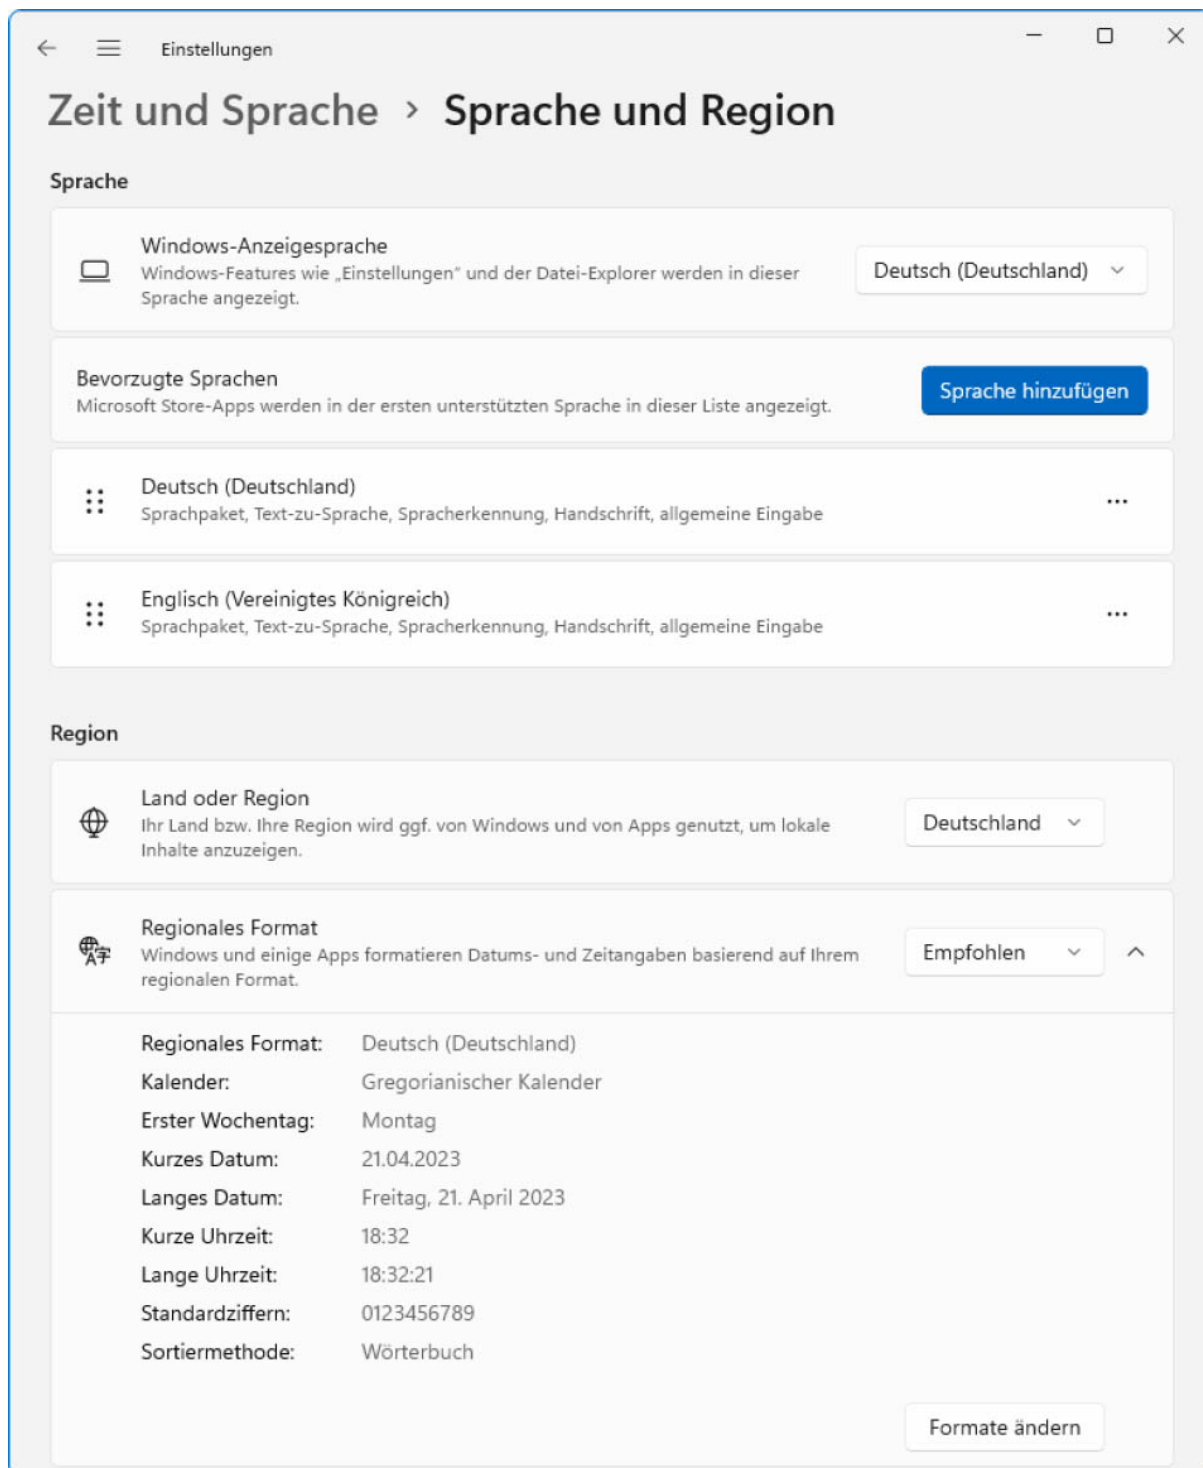 Einstellungen
Zeit und Sprache > Sprache und Region
Sprache
Windows-Anzeigesprache
Windows-Features wie „Einstellungen“ und der Datei-Explorer werden in dieser
Sprache angezeigt.
Deutsch (Deutschland)
Bevorzugte Sprachen
Microsoft Store-Apps werden in der ersten unterstützten Sprache in dieser Liste angezeigt.
Sprache hinzufügen
Deutsch (Deutschland)
Sprachpaket, Text-zu-Sprache, Spracherkennung, Handschrift, allgemeine Eingabe
Englisch (Vereinigtes Königreich)
Sprachpaket, Text-zu-Sprache, Spracherkennung, Handschrift, allgemeine Eingabe
Region
Land oder Region
Ihr Land bzw. Ihre Region wird ggf. von Windows und von Apps genutzt, um lokale
Inhalte anzuzeigen.
Deutschland
Regionales Format
Windows und einige Apps formatieren Datums- und Zeitangaben basierend auf Ihrem
regionalen Format.
Empfohlen
Regionales Format: Deutsch (Deutschland)
Kalender: Gregorianischer Kalender
Erster Wochentag: Montag
Kurzes Datum: 21.04.2023
Langes Datum: Freitag, 21. April 2023
Kurze Uhrzeit: 18:32
Lange Uhrzeit: 18:32:21
Standardziffern: 0123456789
Sortiermethode: Wörterbuch
Formate ändern